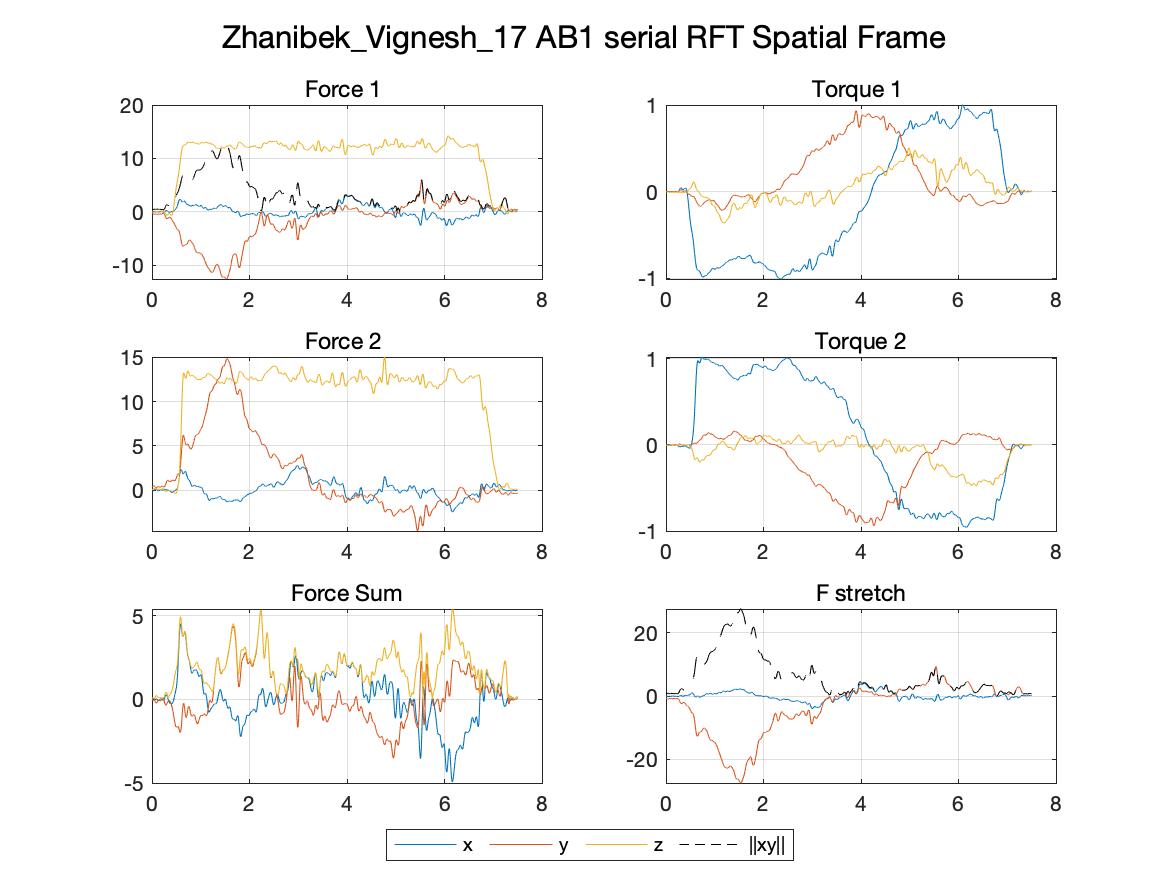 Zhanibek_Vignesh_17 AB1 serial RFT Spatial Frame
Force 1
20
10
0
-10
0 2 4 6 8
Torque 1
1
0
-1
0 2 4 6 8
Force 2
15
10
5
0
0 2 4 6 8
Torque 2
1
0
-1
0 2 4 6 8
Force Sum
5
0
-5
0 2 4 6 8
F stretch
20
0
-20
0 2 4 6 8
x y z ||xy||